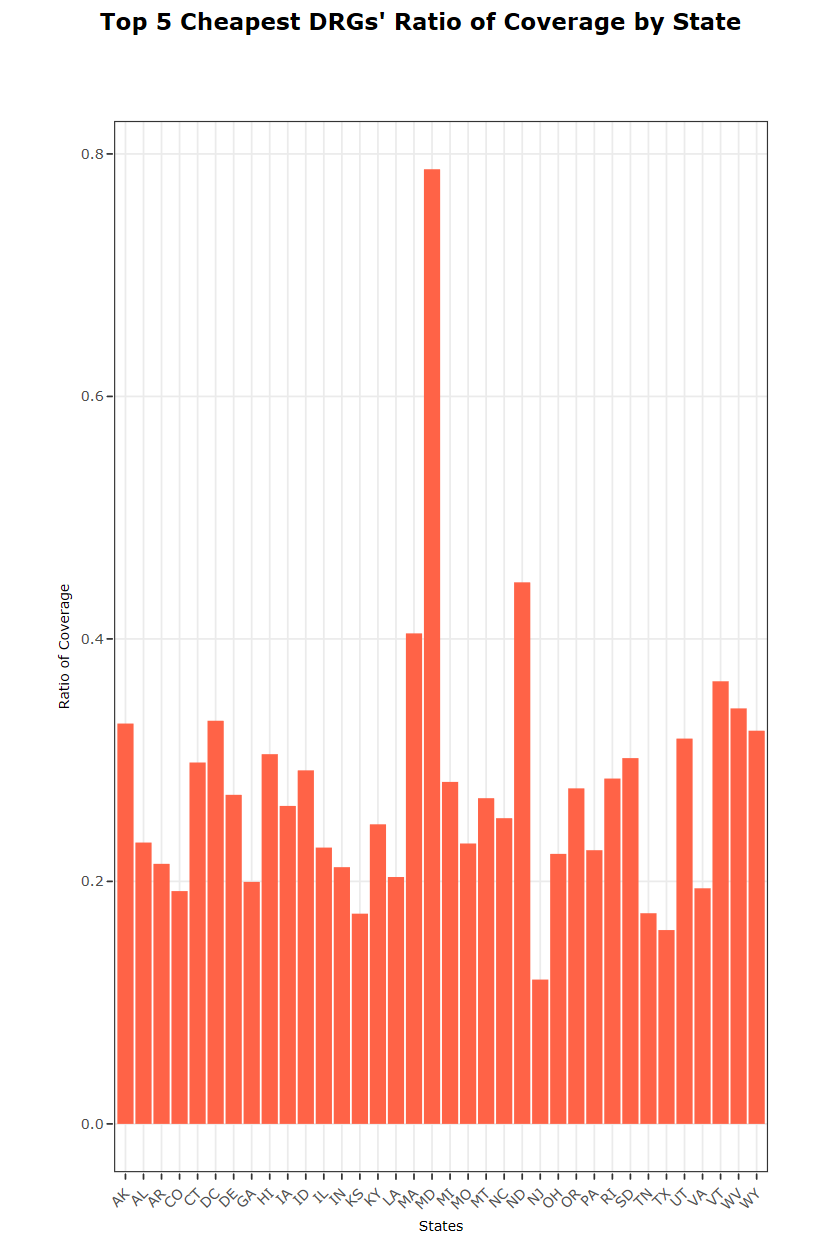 Top 5 Cheapest DRGs' Ratio of Coverage by State
0.8
0.6
0.4
0.2
0.0
Ratio of Coverage
AK AL AR CO CT DC DE GA HI IA ID IL IN KS KY LA MA MD MI MO MT NC ND NJ OH OR PA RI SD TN TX UT VA VT WV WY
States